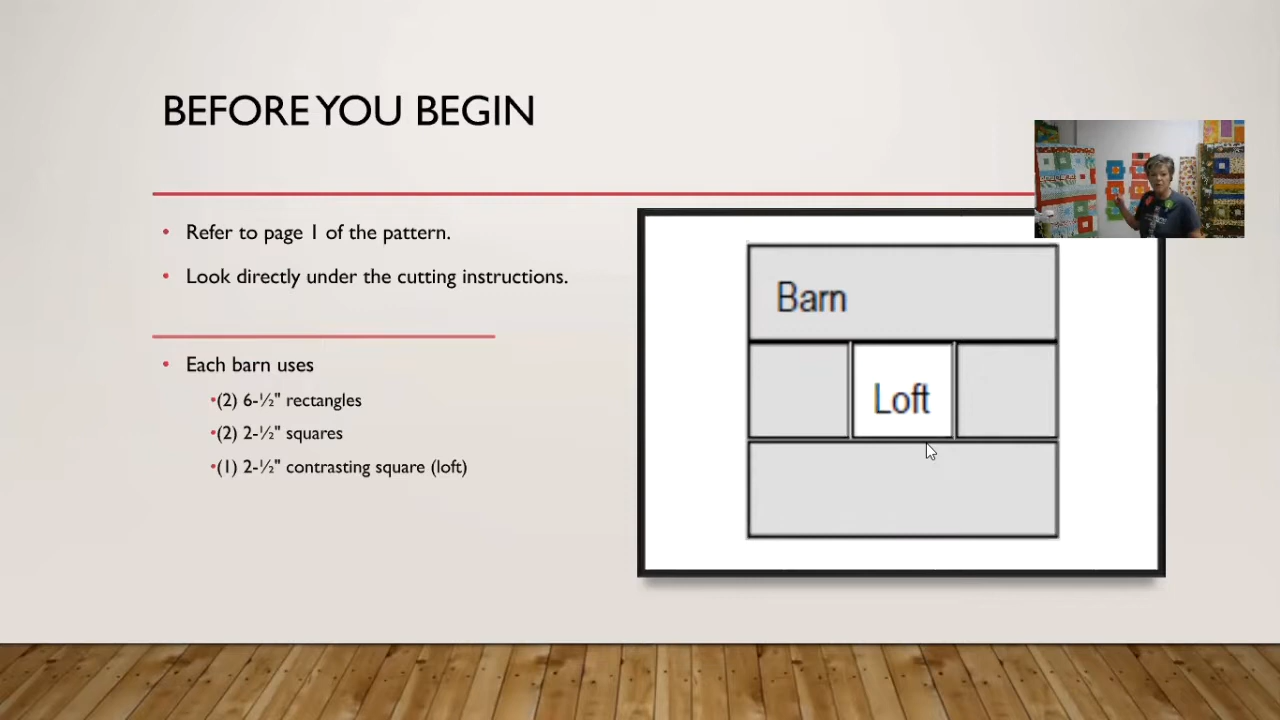 BEFORE YOU BEGIN
• Refer to page 1 of the pattern.
• Look directly under the cutting instructions.
• Each barn uses
•(2) 6-½" rectangles
•(2) 2-½" squares
•(1) 2-½" contrasting square (loft)
Barn
Loft